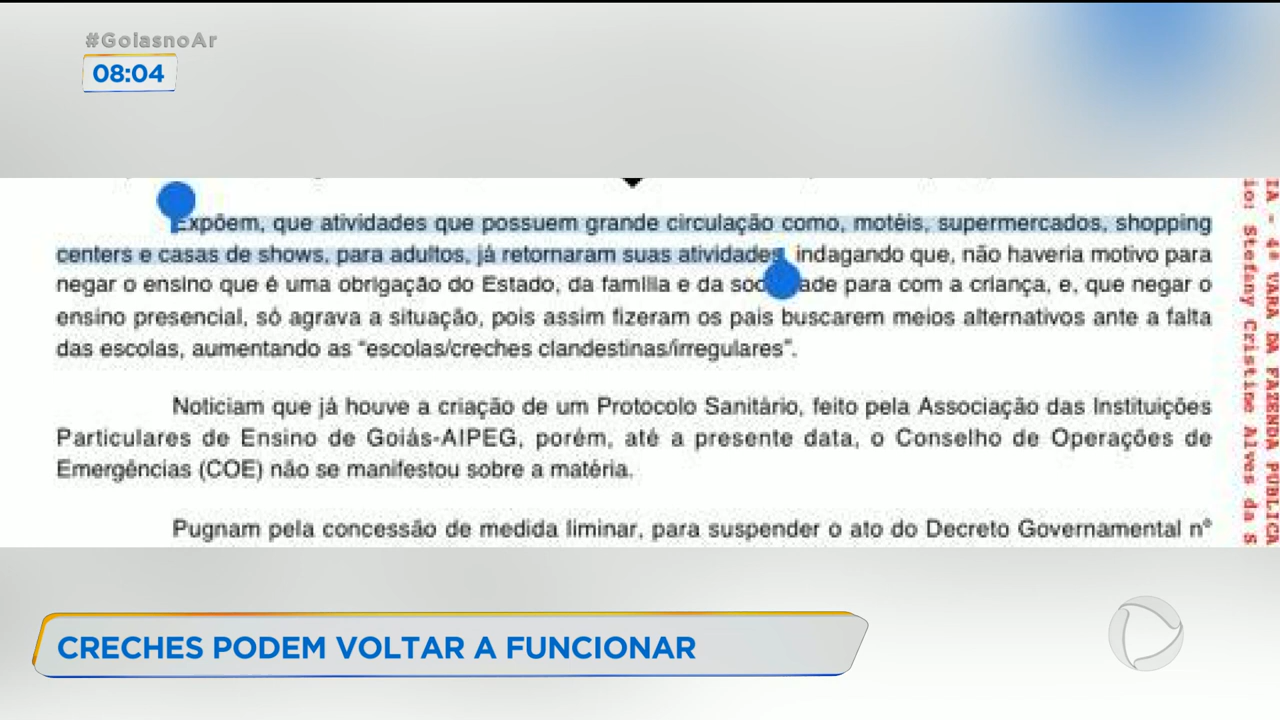 #GoiásnoAr
08:04
Expõem, que atividades que possuem grande circulação como, motéis, supermercados, shopping
centers e casas de shows, para adultos, já retornaram suas atividades, indagando que, não haveria motivo para
negar o ensino que é uma obrigação do Estado, da família e da sociedade para com a criança, e, que negar o
ensino presencial, só agrava a situação, pois assim fizeram os pais buscarem meios alternativos ante a falta
das escolas, aumentando as “escolas/creches clandestinas/irregulares”.
Noticiam que já houve a criação de um Protocolo Sanitário, feito pela Associação das Instituições
Particulares de Ensino de Goiás-AIPEG, porém, até a presente data, o Conselho de Operações de
Emergências (COE) não se manifestou sobre a matéria.
Pugnam pela concessão de medida liminar, para suspender o ato do Decreto Governamental nº
IA - 4ª VARA DA FAZENDA PÚBLICA
io: Stefany Cristine Alves da S
CRECHES PODEM VOLTAR A FUNCIONAR